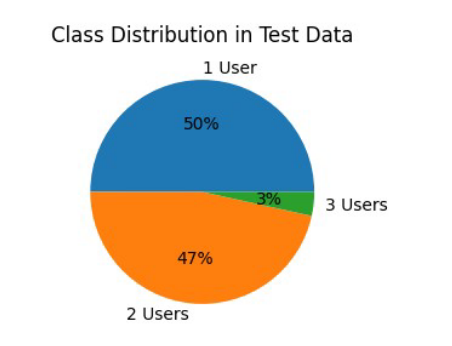 Class Distribution in Test Data
1 User
50%
3%
3 Users
47%
2 Users